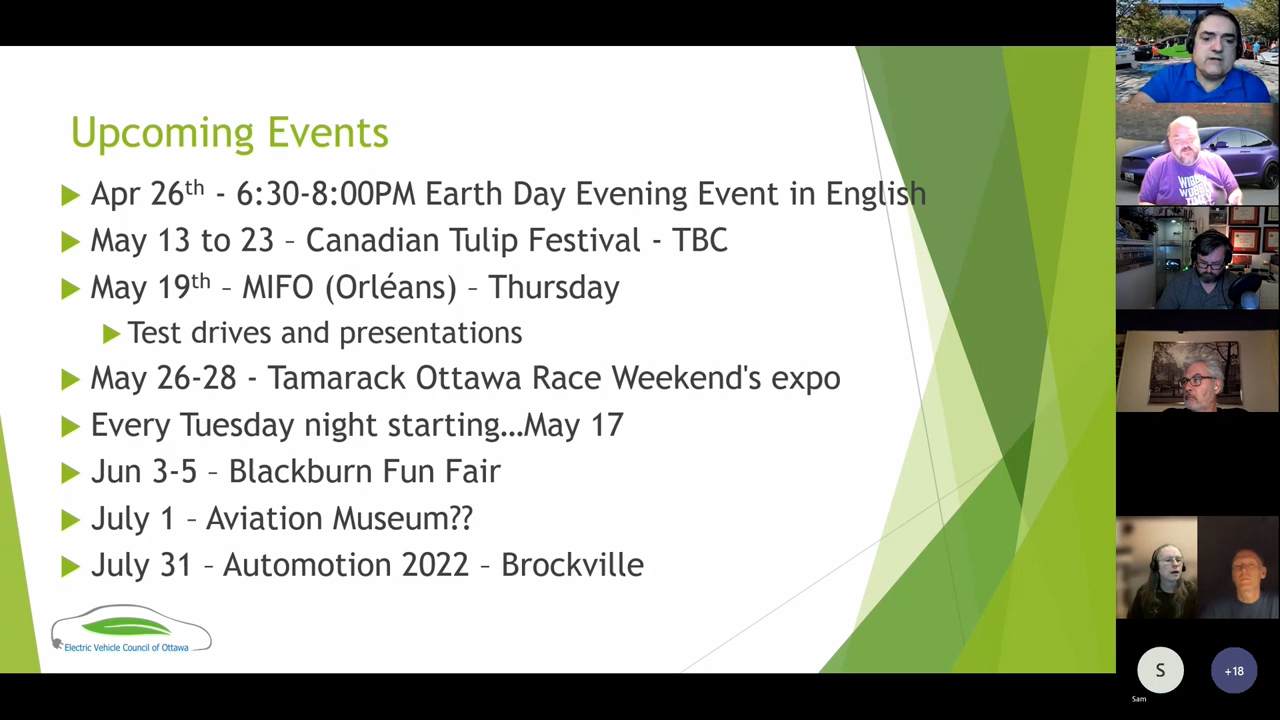 Upcoming Events
Apr 26th - 6:30-8:00PM Earth Day Evening Event in English
May 13 to 23 – Canadian Tulip Festival - TBC
May 19th – MIFO (Orléans) – Thursday
Test drives and presentations
May 26-28 - Tamarack Ottawa Race Weekend's expo
Every Tuesday night starting…May 17
Jun 3-5 – Blackburn Fun Fair
July 1 – Aviation Museum??
July 31 – Automotion 2022 – Brockville
Electric Vehicle Council of Ottawa
S
+18
Sam